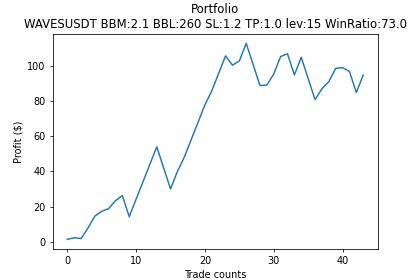 Portfolio
WAVESUSDT BBM:2.1 BBL:260 SL:1.2 TP:1.0 lev:15 WinRatio:73.0
Profit ($)
100
80
60
40
20
0
0 10 20 30 40
Trade counts